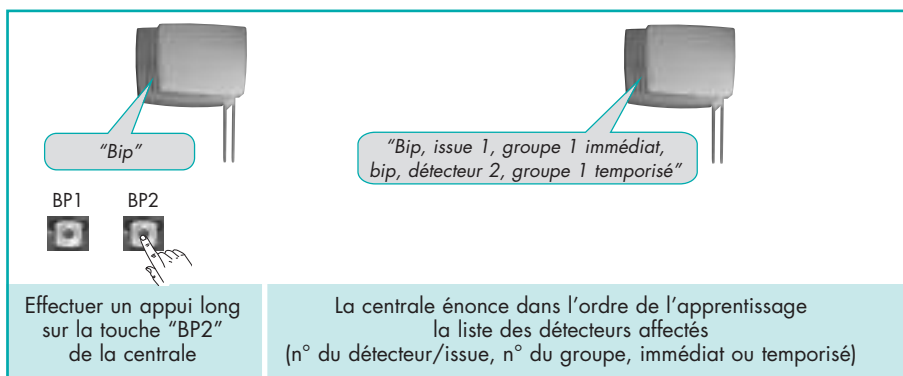 “Bip”
“Bip, issue 1, groupe 1 immédiat,
bip, détecteur 2, groupe 1 temporisé”
BP1 BP2
Effectuer un appui long
sur la touche “BP2”
de la centrale
La centrale énonce dans l’ordre de l’apprentissage
la liste des détecteurs affectés
(n° du détecteur/issue, n° du groupe, immédiat ou temporisé)